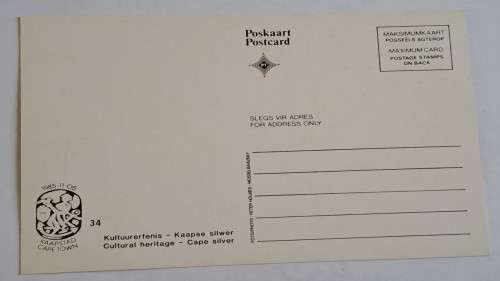 Poskaart
Postcard
MAKSIMUMKAART
POSSEËLS AGTEROP
MAXIMUM CARD
POSTAGE STAMPS
ON BACK
SLEGS VIR ADRES
FOR ADDRESS ONLY
1985·11·05
KAAPSTAD
CAPE TOWN
34
Kultuurerfenis – Kaapse silwer
Cultural heritage – Cape silver